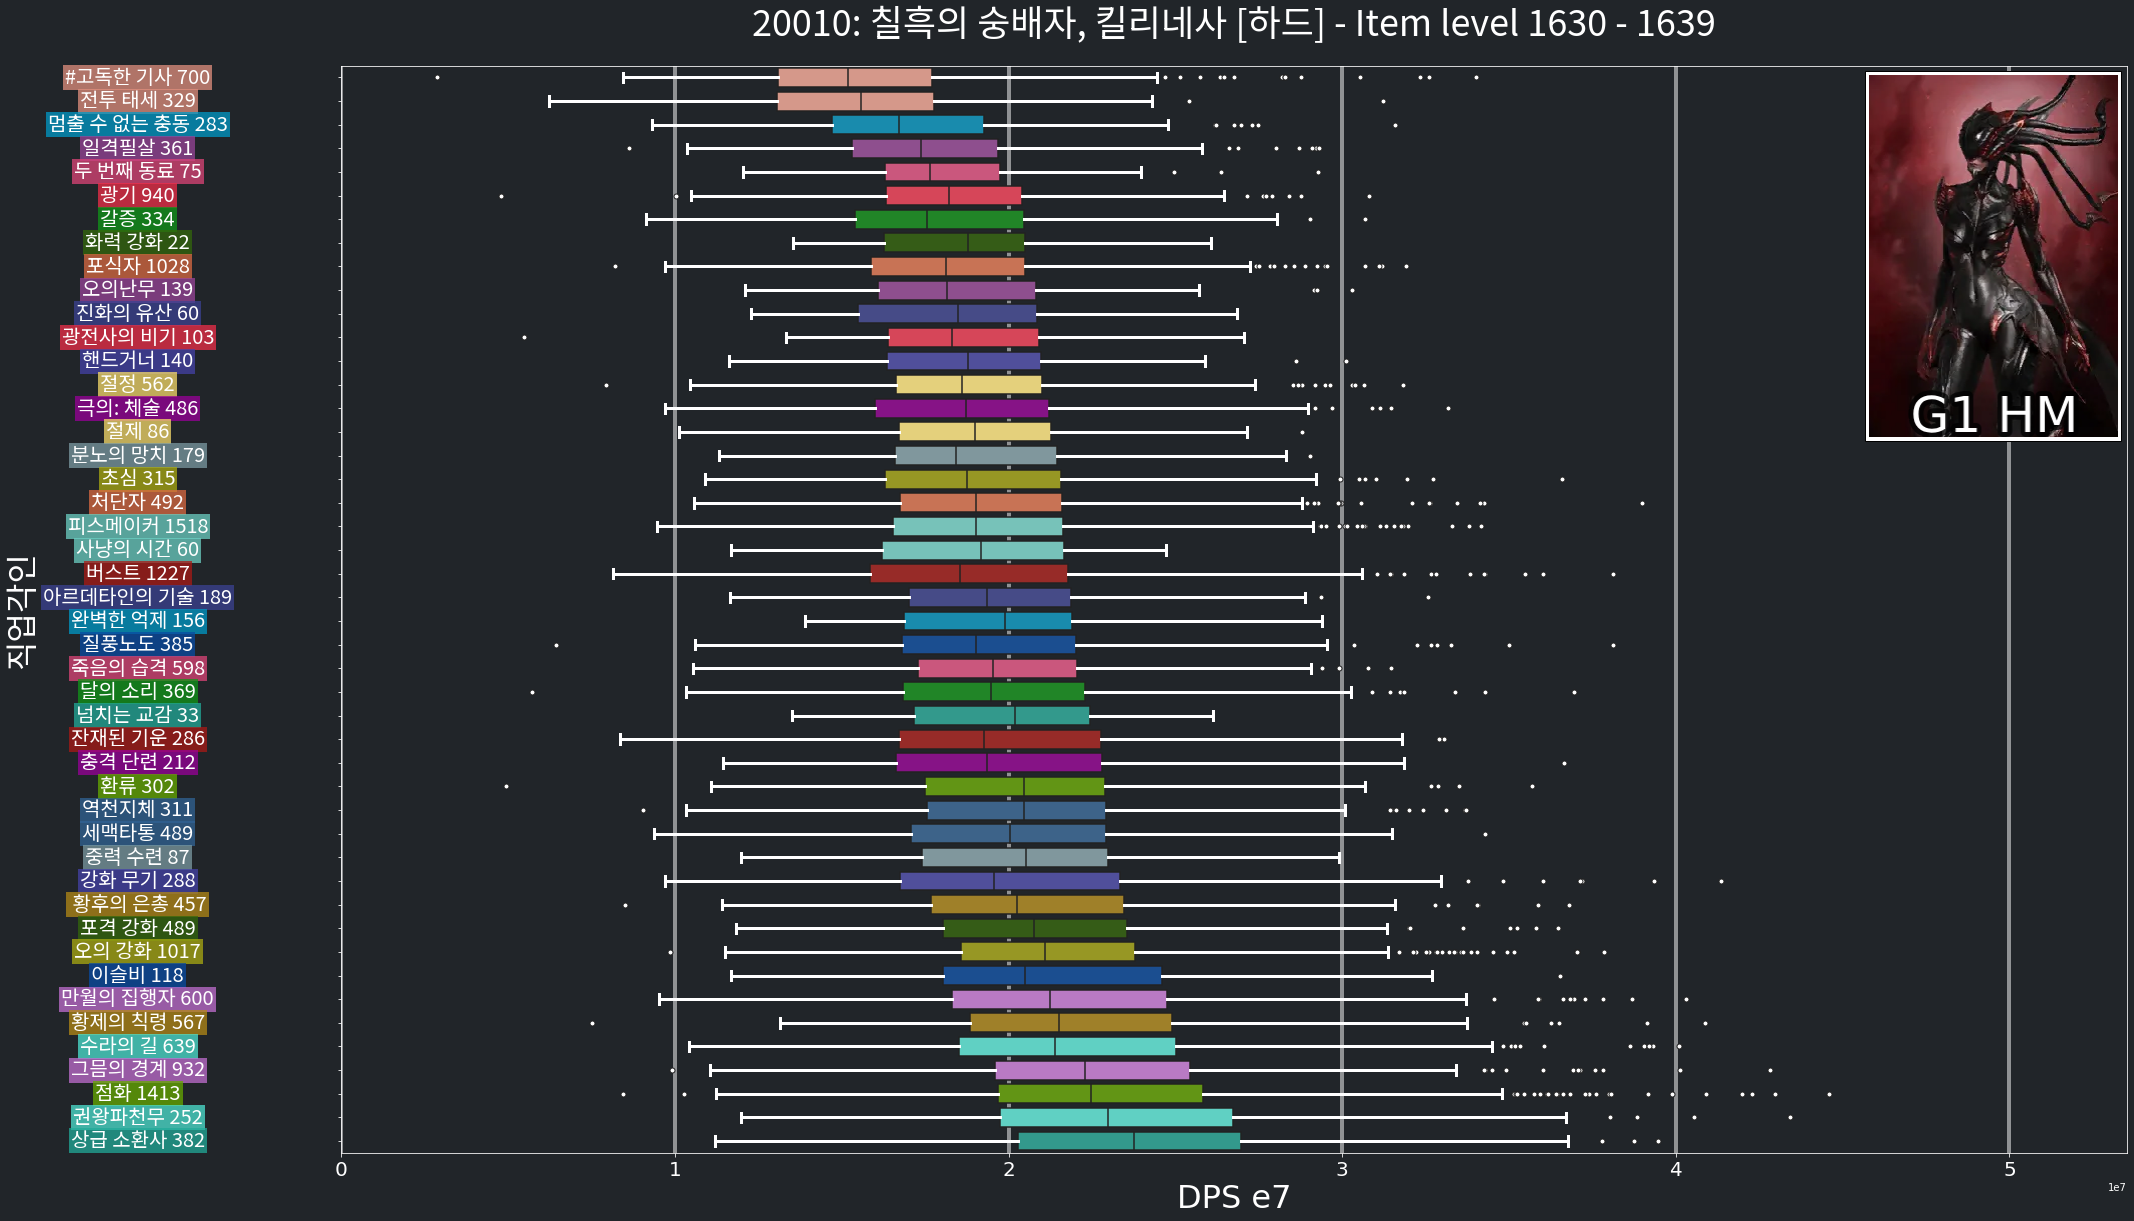 20010: 칠흑의 숭배자, 킬리네사 [하드] - Item level 1630 - 1639
#고독한 기사 700
전투 태세 329
멈출 수 없는 충동 283
일격필살 361
두 번째 동료 75
광기 940
갈증 334
화력 강화 22
포식자 1028
오의난무 139
진화의 유산 60
광전사의 비기 103
핸드거너 140
절정 562
극의: 체술 486
절제 86
분노의 망치 179
초심 315
처단자 492
피스메이커 1518
사냥의 시간 60
버스트 1227
아르데타인의 기술 189
완벽한 억제 156
질풍노도 385
죽음의 습격 598
달의 소리 369
넘치는 교감 33
잔재된 기운 286
충격 단련 212
환류 302
역천지체 311
세맥타통 489
중력 수련 87
강화 무기 288
황후의 은총 457
포격 강화 489
오의 강화 1017
이슬비 118
만월의 집행자 600
황제의 칙령 567
수라의 길 639
그믐의 경계 932
점화 1413
권왕파천무 252
상급 소환사 382
직업각인
G1 HM
0 1 2 3 4 5
1e7
DPS e7